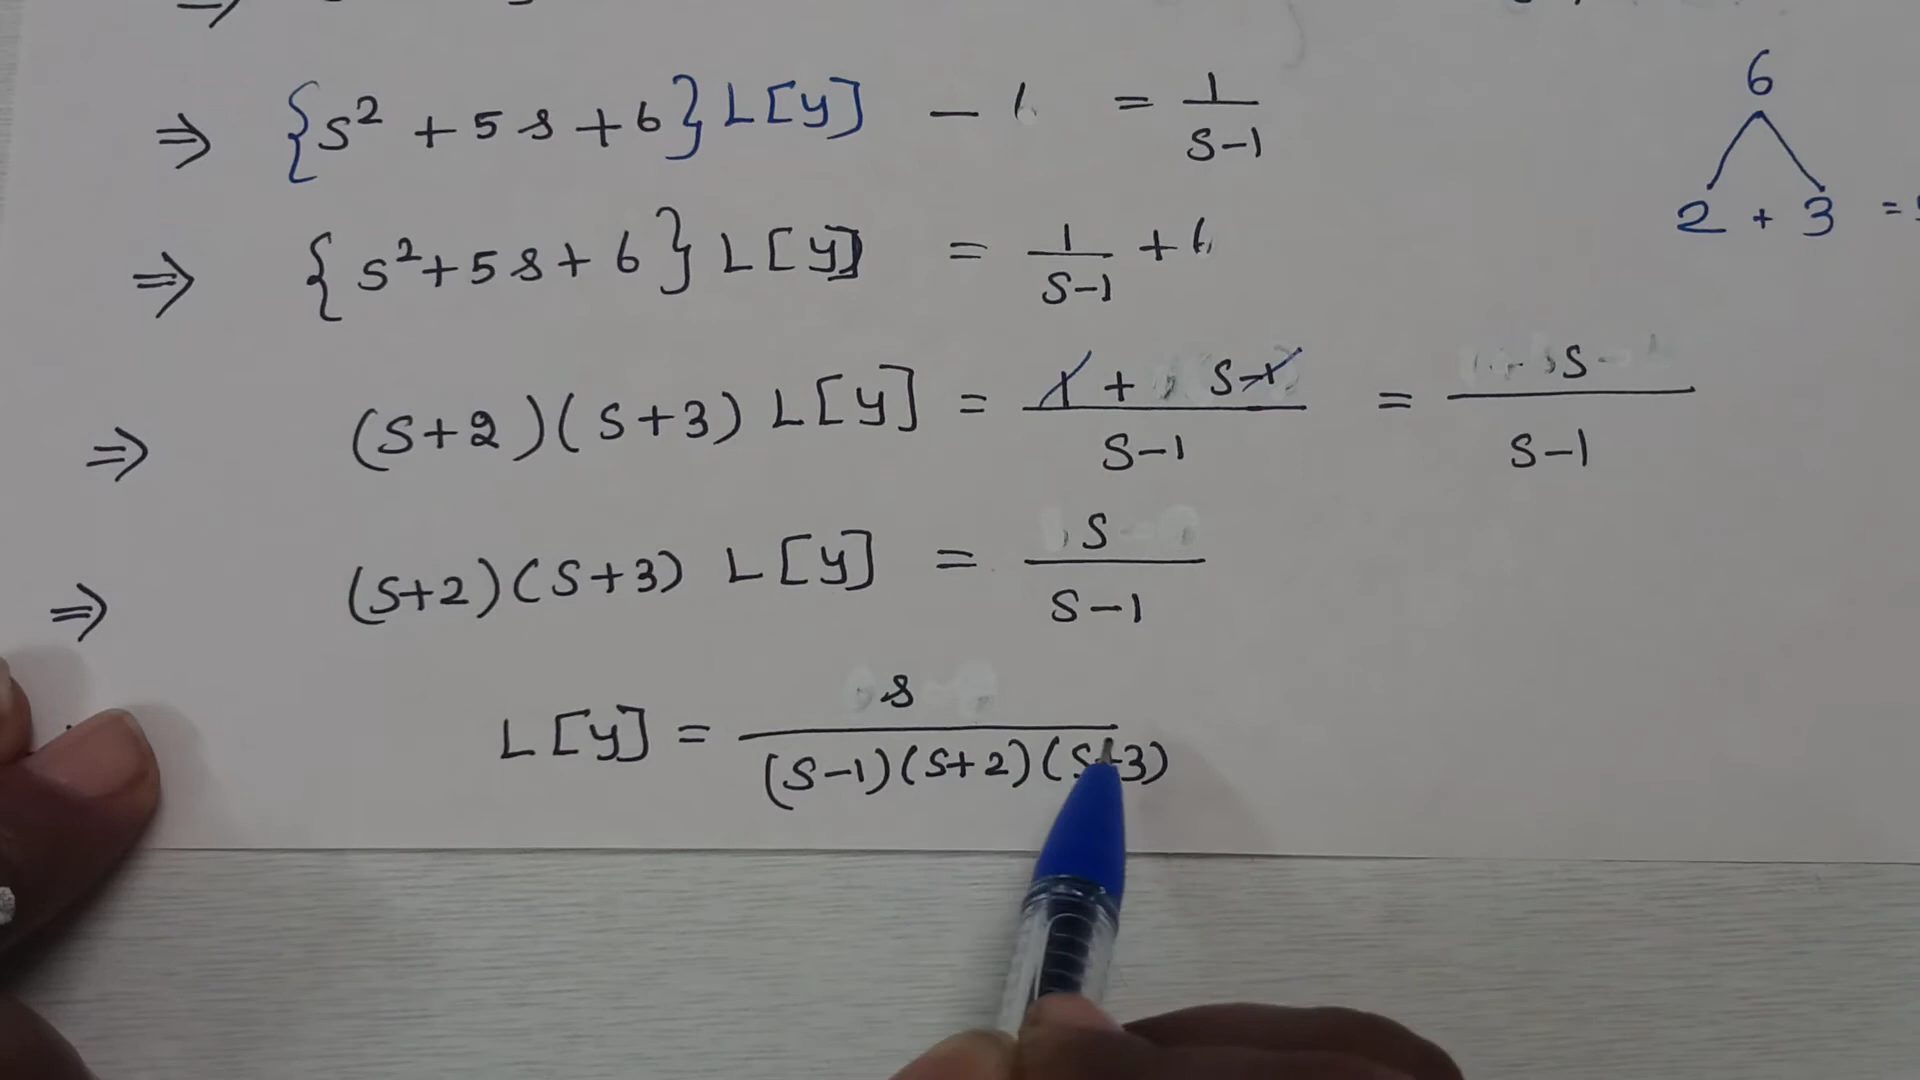 ⇒ {s² + 5s + 6} L[y] − 1 = 1/(s−1)
6
2 + 3 =
⇒ {s² + 5s + 6} L[y] = 1/(s−1) + 1
⇒ (s+2)(s+3) L[y] = (1 + s−1)/(s−1) = s/(s−1)
⇒ (s+2)(s+3) L[y] = s/(s−1)
L[y] = s/((s−1)(s+2)(s+3))